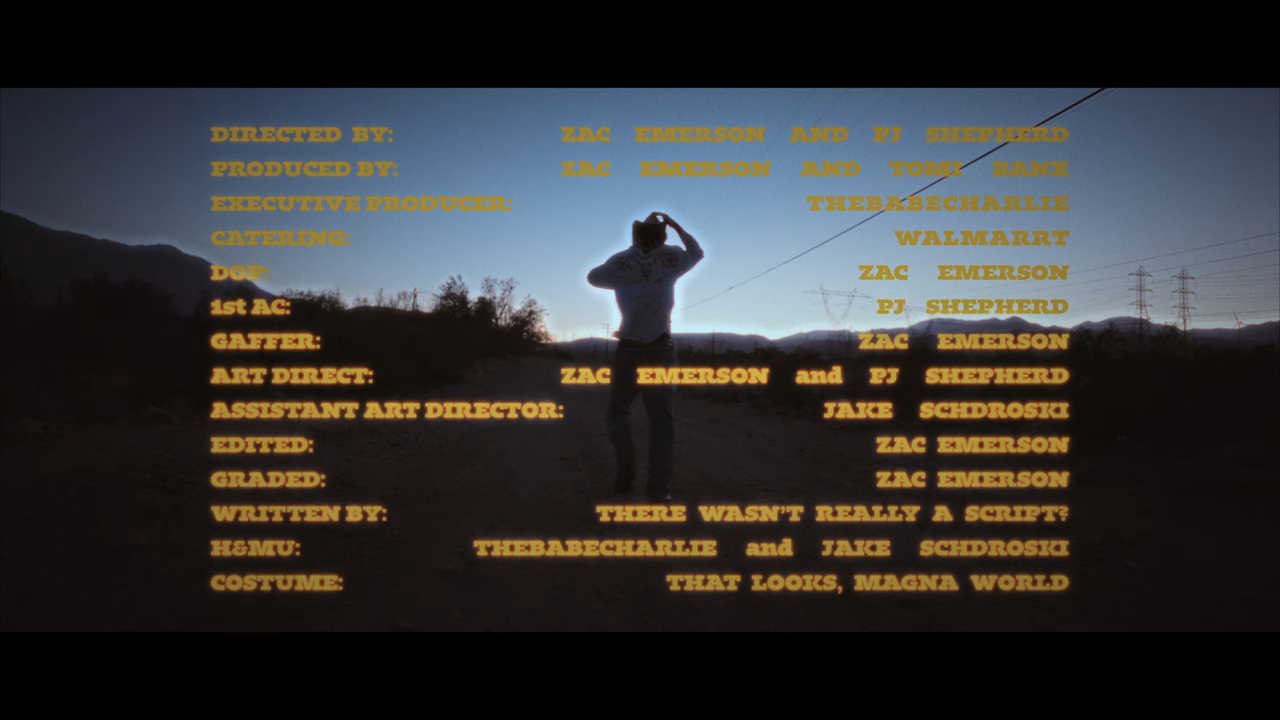 DIRECTED BY: ZAC EMERSON AND PJ SHEPHERD
PRODUCED BY: ZAC EMERSON AND TOMI BANX
EXECUTIVE PRODUCER: THEBABECHARLIE
CATERING: WALMARRT
DOP: ZAC EMERSON
1st AC: PJ SHEPHERD
GAFFER: ZAC EMERSON
ART DIRECT: ZAC EMERSON and PJ SHEPHERD
ASSISTANT ART DIRECTOR: JAKE SCHDROSKI
EDITED: ZAC EMERSON
GRADED: ZAC EMERSON
WRITTEN BY: THERE WASN'T REALLY A SCRIPT?
H&MU: THEBABECHARLIE and JAKE SCHDROSKI
COSTUME: THAT LOOKS, MAGNA WORLD